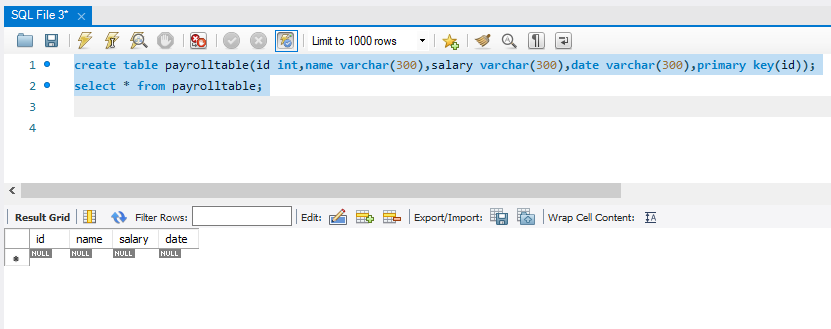 SQL File 3*
Limit to 1000 rows
1 create table payrolltable(id int,name varchar(300),salary varchar(300),date varchar(300),primary key(id));
2 select * from payrolltable;
3
4
Result Grid Filter Rows: Edit: Export/Import: Wrap Cell Content:
id name salary date
NULL NULL NULL NULL